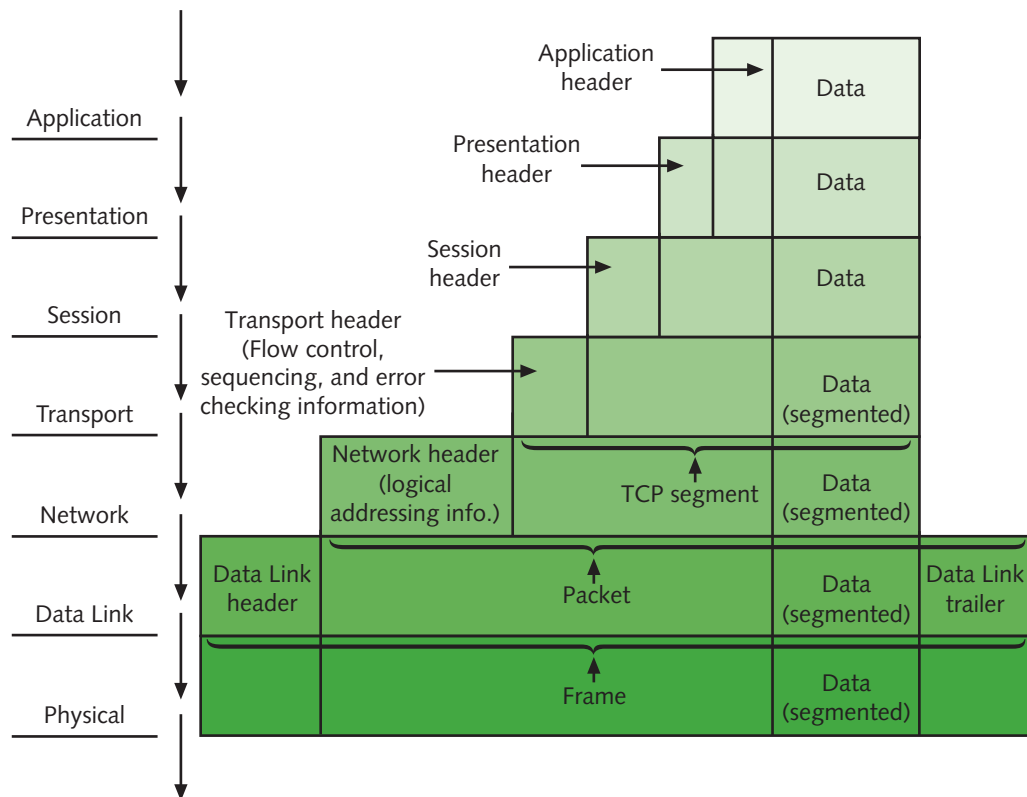 Application
header
Data
Application
Presentation
header
Data
Presentation
Session
header
Data
Session
Transport header
(Flow control,
sequencing, and error
checking information)
Data
(segmented)
Transport
Network header
(logical
addressing info.)
TCP segment
Data
(segmented)
Network
Data Link
header
Packet
Data
(segmented)
Data Link
trailer
Data Link
Frame
Data
(segmented)
Physical